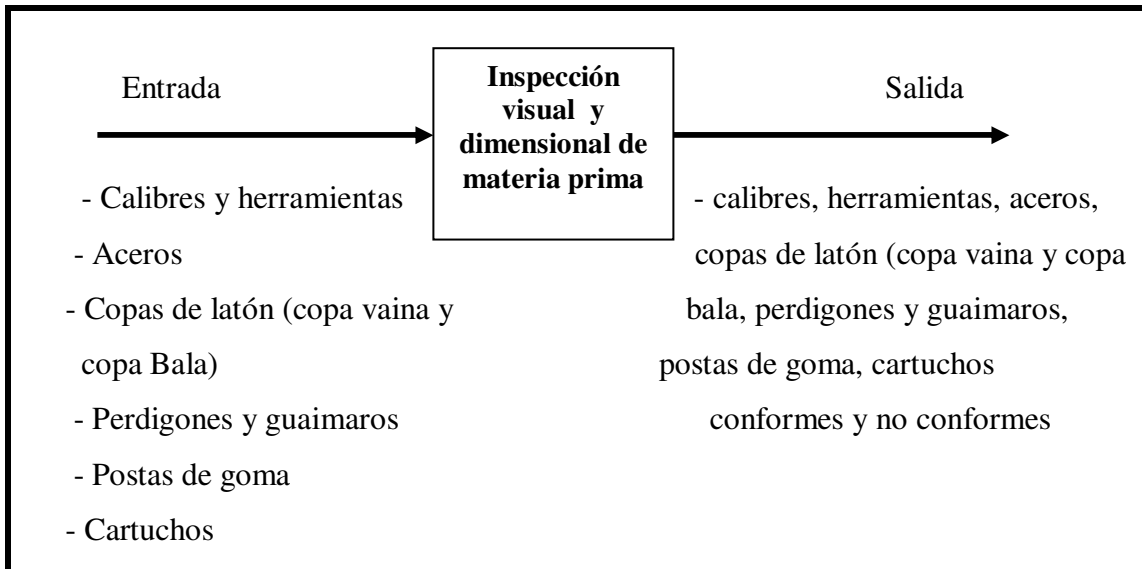 Entrada
Inspección
visual y
dimensional de
materia prima
Salida
- Calibres y herramientas
- Aceros
- Copas de latón (copa vaina y
copa Bala)
- Perdigones y guaimaros
- Postas de goma
- Cartuchos
- calibres, herramientas, aceros,
copas de latón (copa vaina y copa
bala, perdigones y guaimaros,
postas de goma, cartuchos
conformes y no conformes